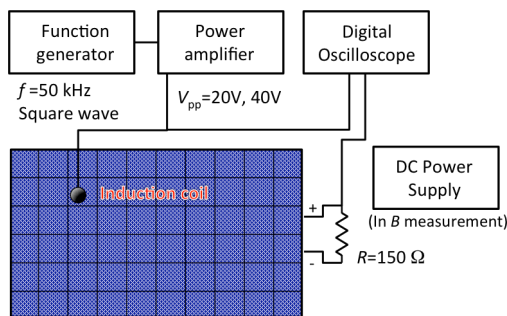 Function
generator
Power
amplifier
Digital
Oscilloscope
f=50 kHz
Square wave
Vpp=20V, 40V
Induction coil
DC Power
Supply
(In B measurement)
+
-
R=150 Ω